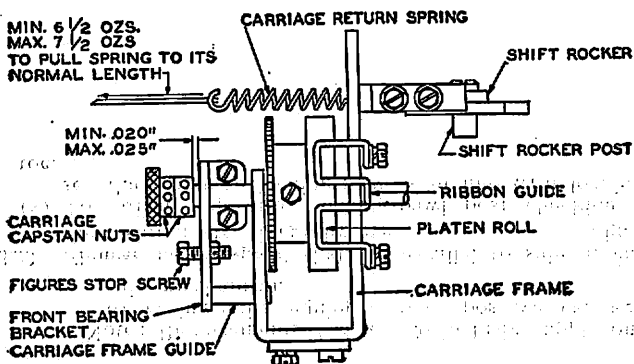 MIN. 6 1/2 OZS.
MAX. 7 1/2 OZS
TO PULL SPRING TO ITS
NORMAL LENGTH
CARRIAGE RETURN SPRING
SHIFT ROCKER
MIN. .020"
MAX. .025"
SHIFT ROCKER POST
RIBBON GUIDE
CARRIAGE
CAPSTAN NUTS
PLATEN ROLL
FIGURES STOP SCREW
CARRIAGE FRAME
FRONT BEARING
BRACKET
CARRIAGE FRAME GUIDE